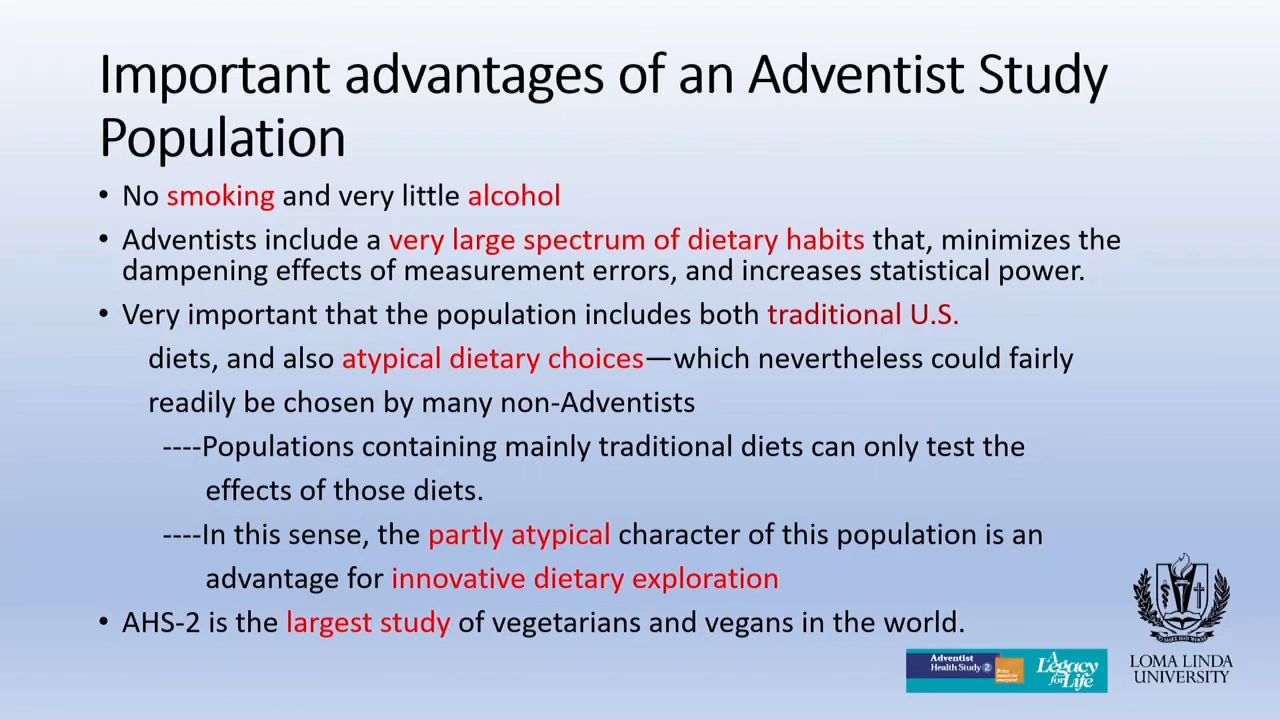 Important advantages of an Adventist Study
Population
• No smoking and very little alcohol
• Adventists include a very large spectrum of dietary habits that, minimizes the
dampening effects of measurement errors, and increases statistical power.
• Very important that the population includes both traditional U.S.
diets, and also atypical dietary choices—which nevertheless could fairly
readily be chosen by many non-Adventists
----Populations containing mainly traditional diets can only test the
effects of those diets.
----In this sense, the partly atypical character of this population is an
advantage for innovative dietary exploration
• AHS-2 is the largest study of vegetarians and vegans in the world.
Adventist
Health Study 2
A
Legacy
for Life
LOMA LINDA
UNIVERSITY